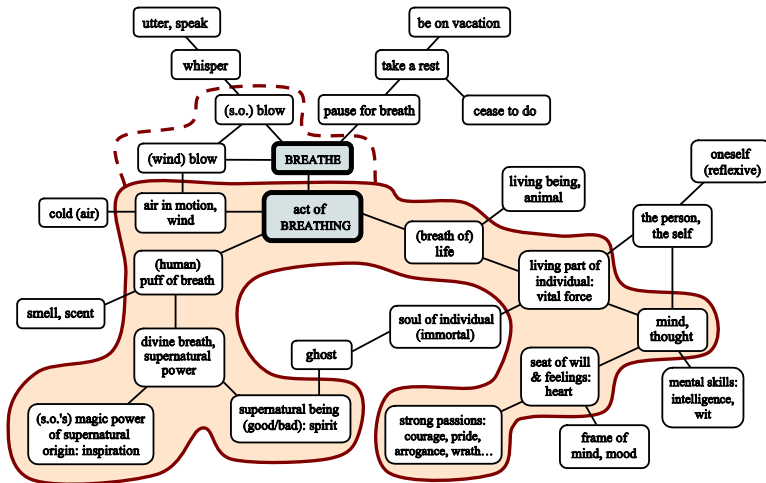 utter, speak
be on vacation
whisper
take a rest
(s.o.) blow
pause for breath
cease to do
(wind) blow
BREATHE
oneself
(reflexive)
living being,
animal
cold (air)
air in motion,
wind
act of
BREATHING
the person,
the self
(breath of)
life
(human)
puff of breath
living part of
individual:
vital force
smell, scent
soul of individual
(immortal)
mind,
thought
divine breath,
supernatural
power
ghost
seat of will
& feelings:
heart
mental skills:
intelligence,
wit
(s.o.'s) magic power
of supernatural
origin: inspiration
supernatural being
(good/bad): spirit
strong passions:
courage, pride,
arrogance, wrath...
frame of
mind, mood